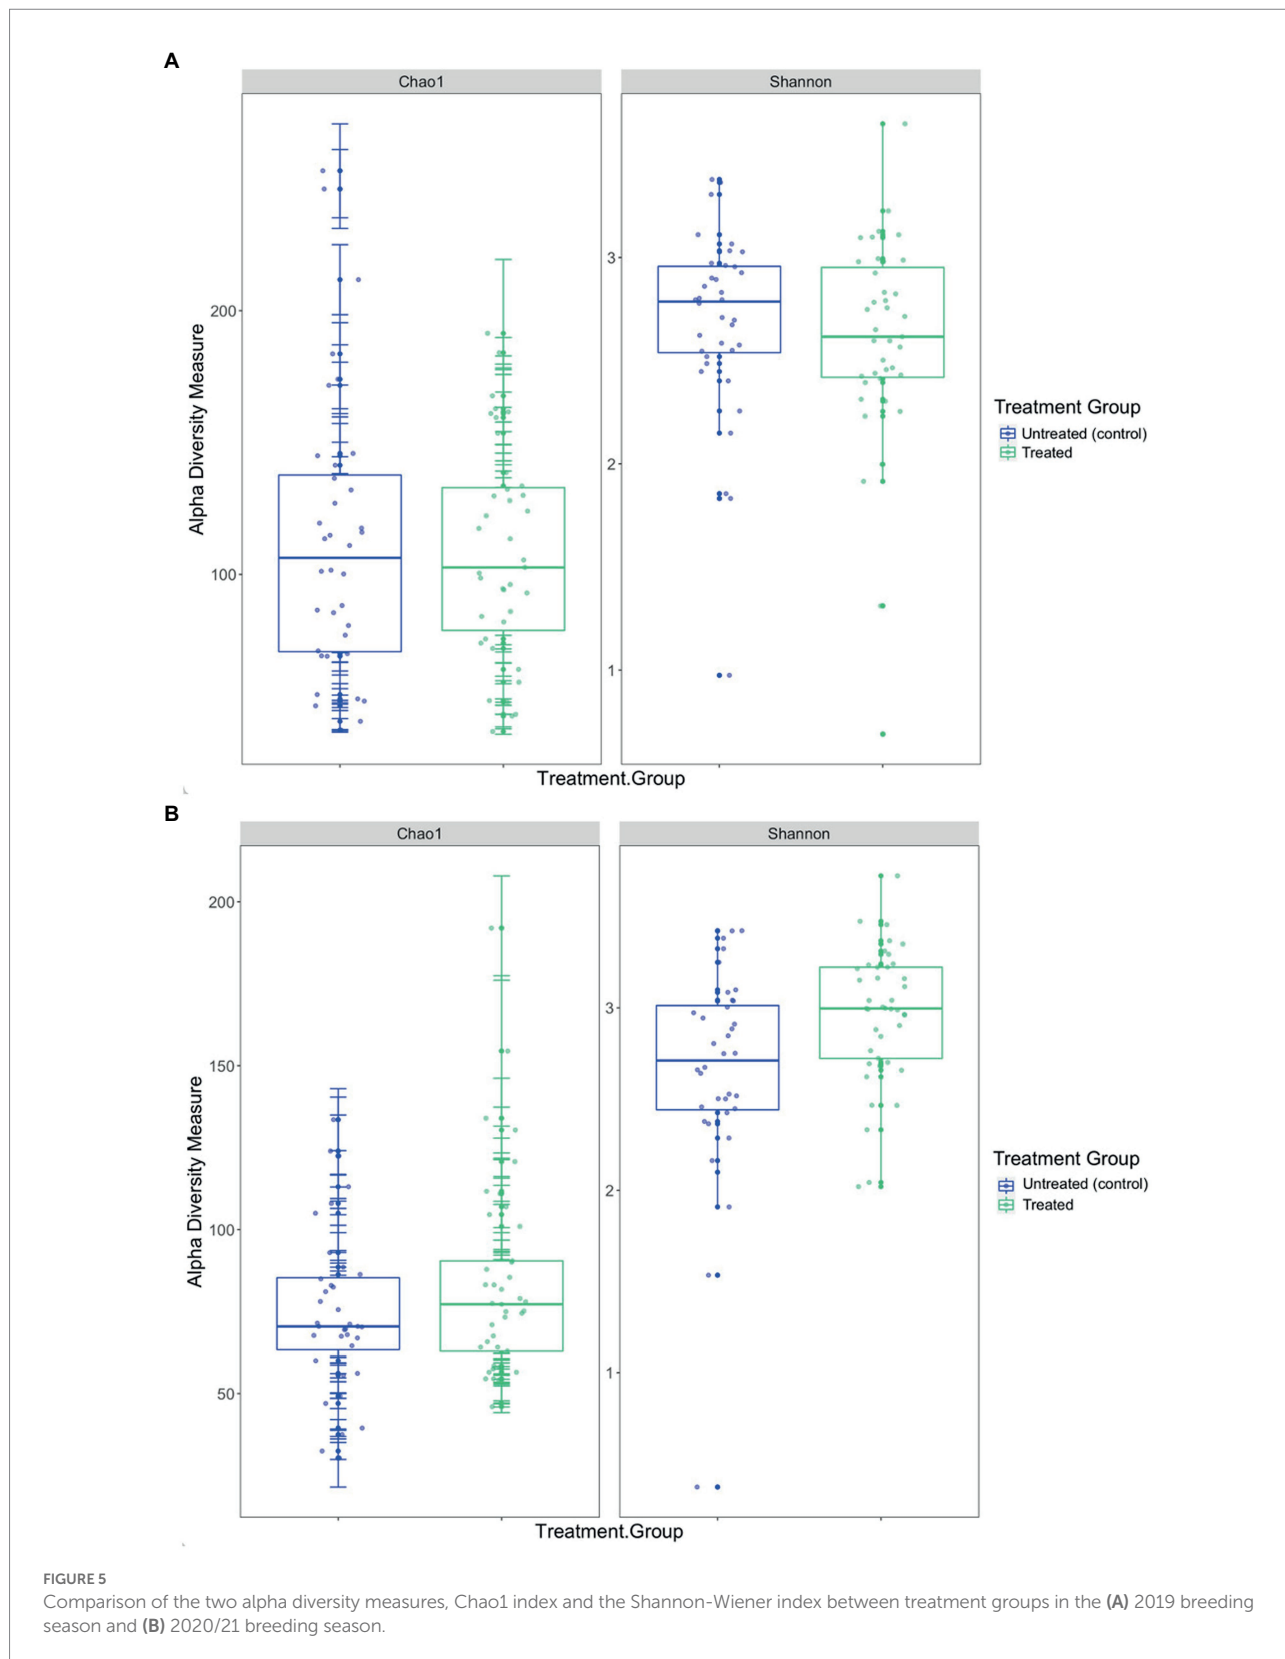 A
Chao1
Shannon
200
100
3
2
1
Alpha Diversity Measure
Treatment.Group
Treatment Group
Untreated (control)
Treated
B
Chao1
Shannon
200
150
100
50
3
2
1
Alpha Diversity Measure
Treatment.Group
Treatment Group
Untreated (control)
Treated
FIGURE 5
Comparison of the two alpha diversity measures, Chao1 index and the Shannon-Wiener index between treatment groups in the (A) 2019 breeding
season and (B) 2020/21 breeding season.